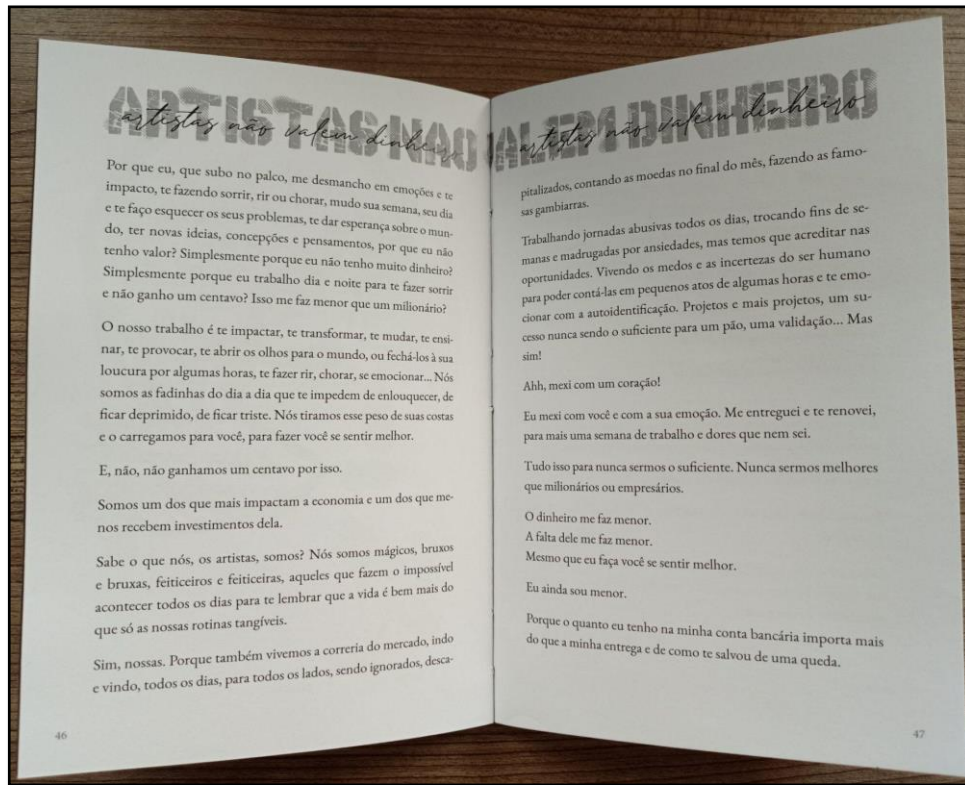 ARTISTAS NAO
artistas não valem dinheiro
Por que eu, que subo no palco, me desmancho em emoções e te
impacto, te fazendo sorrir, rir ou chorar, mudo sua semana, seu dia
e te faço esquecer os seus problemas, te dar esperança sobre o mun-
do, ter novas ideias, concepções e pensamentos, por que eu não
tenho valor? Simplesmente porque eu não tenho muito dinheiro?
Simplesmente porque eu trabalho dia e noite para te fazer sorrir
e não ganho um centavo? Isso me faz menor que um milionário?
O nosso trabalho é te impactar, te transformar, te mudar, te ensi-
nar, te provocar, te abrir os olhos para o mundo, ou fechá-los à sua
loucura por algumas horas, te fazer rir, chorar, se emocionar... Nós
somos as fadinhas do dia a dia que te impedem de enlouquecer, de
ficar deprimido, de ficar triste. Nós tiramos esse peso de suas costas
e o carregamos para você, para fazer você se sentir melhor.
E, não, não ganhamos um centavo por isso.
Somos um dos que mais impactam a economia e um dos que me-
nos recebem investimentos dela.
Sabe o que nós, os artistas, somos? Nós somos mágicos, bruxos
e bruxas, feiticeiros e feiticeiras, aqueles que fazem o impossível
acontecer todos os dias para te lembrar que a vida é bem mais do
que só as nossas rotinas tangíveis.
Sim, nossas. Porque também vivemos a correria do mercado, indo
e vindo, todos os dias, para todos os lados, sendo ignorados, desca-
46
VALEM DINHEIRO
artistas não valem dinheiro
pitalizados, contando as moedas no final do mês, fazendo as famo-
sas gambiarras.
Trabalhando jornadas abusivas todos os dias, trocando fins de se-
manas e madrugadas por ansiedades, mas temos que acreditar nas
oportunidades. Vivendo os medos e as incertezas do ser humano
para poder contá-las em pequenos atos de algumas horas e te emo-
cionar com a autoidentificação. Projetos e mais projetos, um su-
cesso nunca sendo o suficiente para um pão, uma validação... Mas
sim!
Ahh, mexi com um coração!
Eu mexi com você e com a sua emoção. Me entreguei e te renovei,
para mais uma semana de trabalho e dores que nem sei.
Tudo isso para nunca sermos o suficiente. Nunca sermos melhores
que milionários ou empresários.
O dinheiro me faz menor.
A falta dele me faz menor.
Mesmo que eu faça você se sentir melhor.
Eu ainda sou menor.
Porque o quanto eu tenho na minha conta bancária importa mais
do que a minha entrega e de como te salvou de uma queda.
47